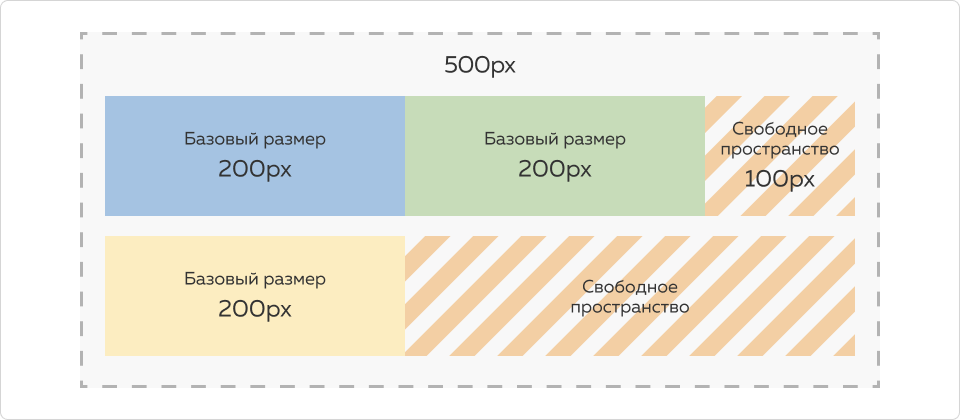 500px
Базовый размер
200px
Базовый размер
200px
Свободное
пространство
100px
Базовый размер
200px
Свободное
пространство